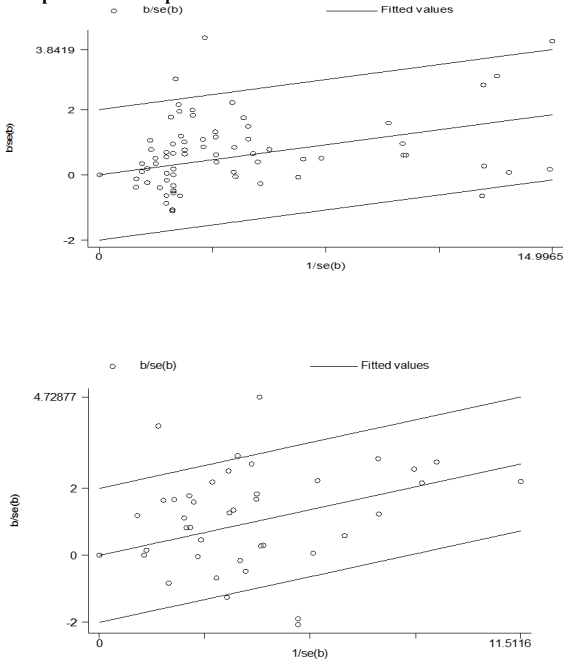 b/se(b) Fitted values
3.8419
2
0
-2
b/se(b)
0 14.9965
1/se(b)
b/se(b) Fitted values
4.72877
2
0
-2
b/se(b)
0 11.5116
1/se(b)